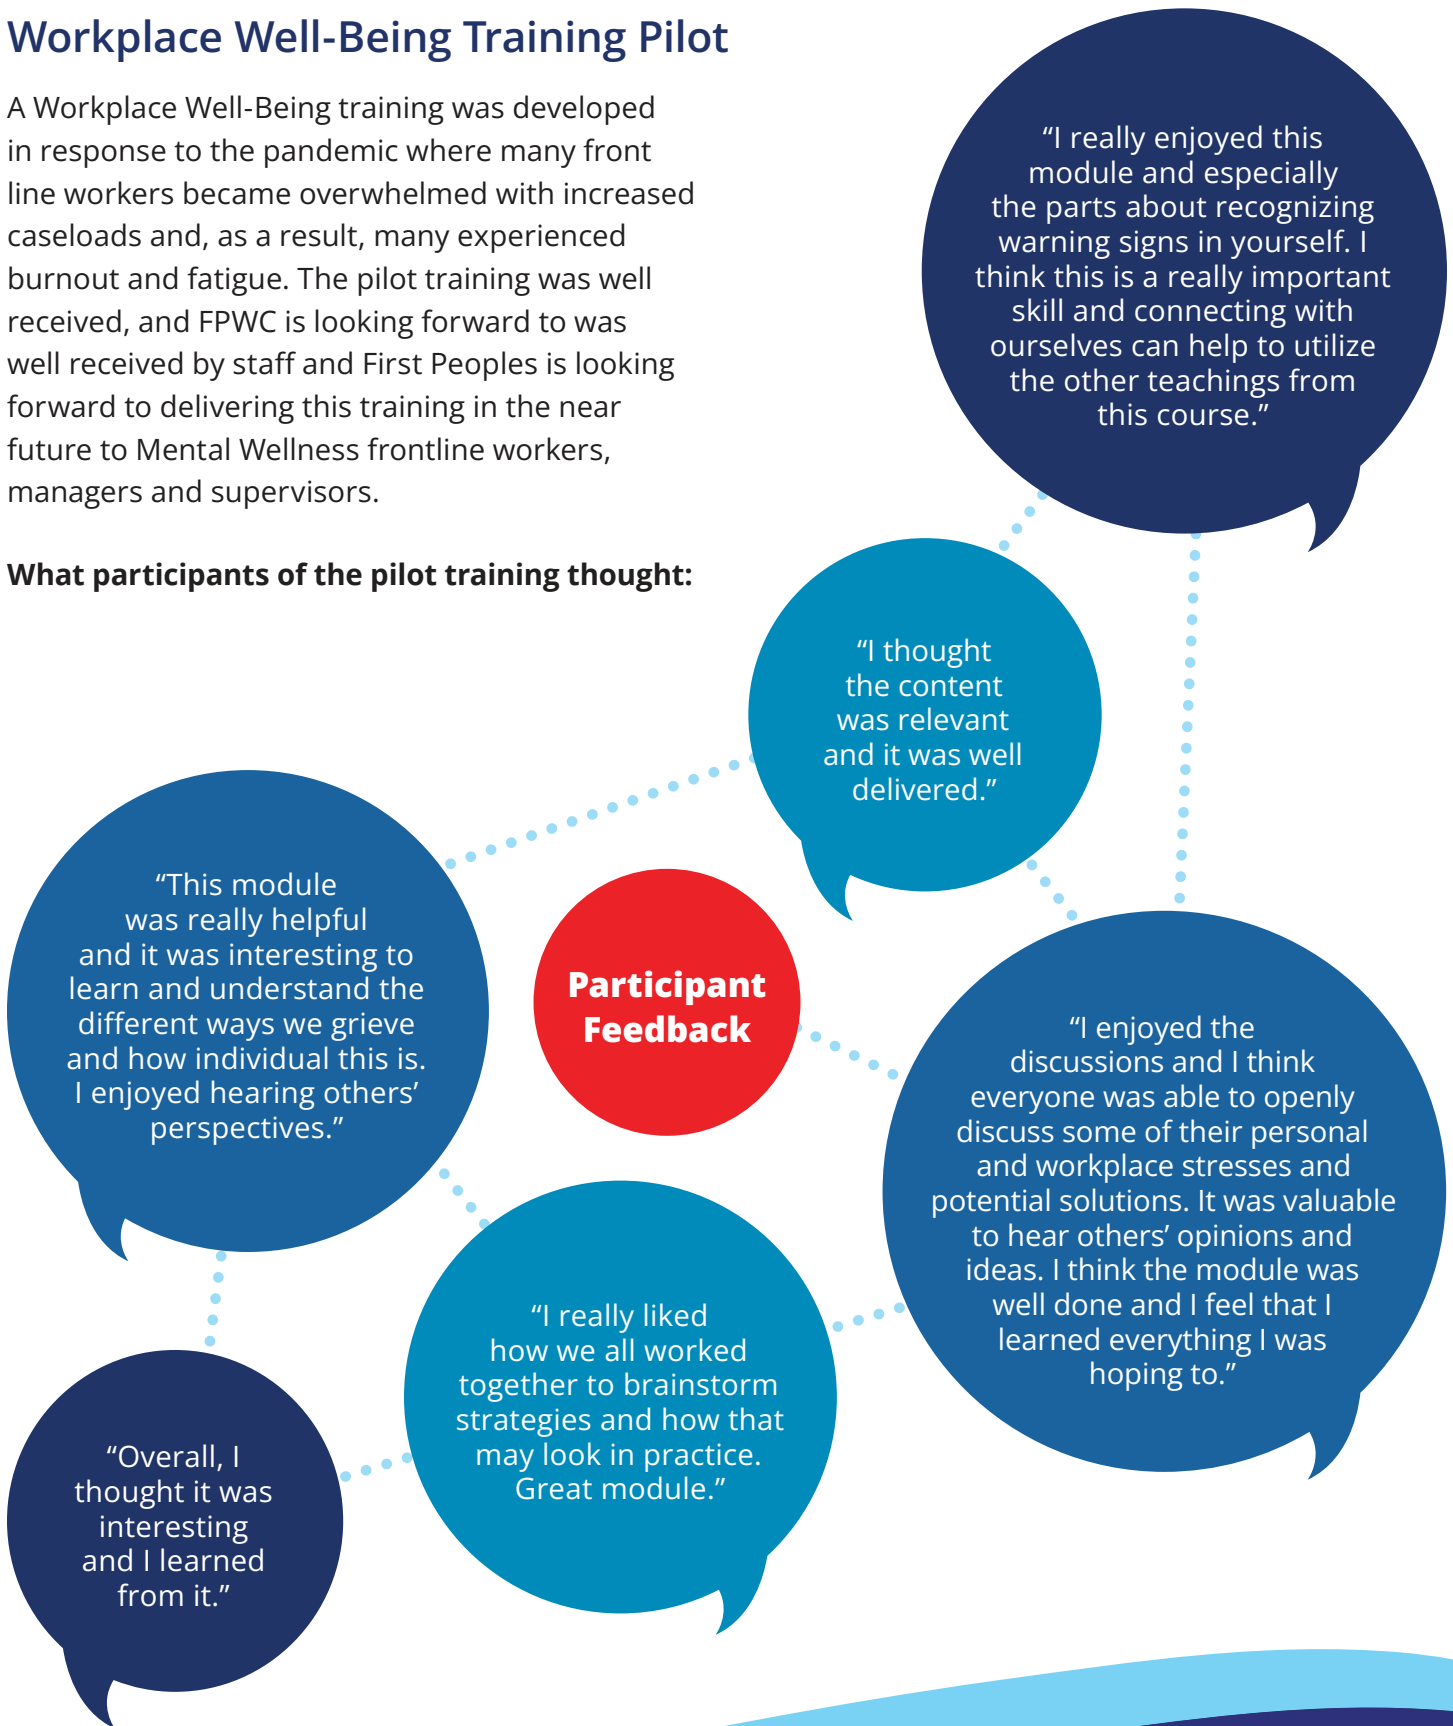 Workplace Well-Being Training Pilot
A Workplace Well-Being training was developed
in response to the pandemic where many front
line workers became overwhelmed with increased
caseloads and, as a result, many experienced
burnout and fatigue. The pilot training was well
received, and FPWC is looking forward to was
well received by staff and First Peoples is looking
forward to delivering this training in the near
future to Mental Wellness frontline workers,
managers and supervisors.
What participants of the pilot training thought:
“I really enjoyed this
module and especially
the parts about recognizing
warning signs in yourself. I
think this is a really important
skill and connecting with
ourselves can help to utilize
the other teachings from
this course.”
“I thought
the content
was relevant
and it was well
delivered.”
“This module
was really helpful
and it was interesting to
learn and understand the
different ways we grieve
and how individual this is.
I enjoyed hearing others’
perspectives.”
Participant
Feedback
“I enjoyed the
discussions and I think
everyone was able to openly
discuss some of their personal
and workplace stresses and
potential solutions. It was valuable
to hear others’ opinions and
ideas. I think the module was
well done and I feel that I
learned everything I was
hoping to.”
“I really liked
how we all worked
together to brainstorm
strategies and how that
may look in practice.
Great module.”
“Overall, I
thought it was
interesting
and I learned
from it.”